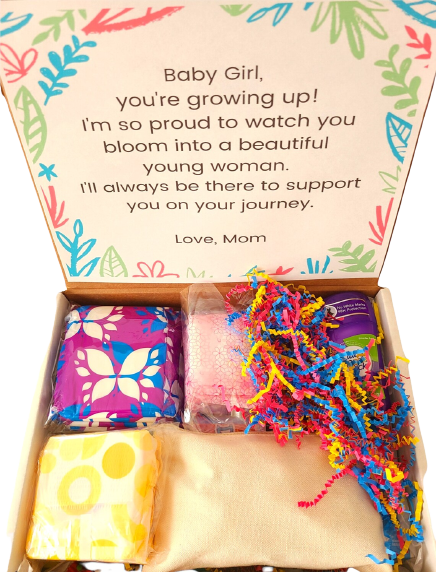 Baby Girl,
you're growing up!
I'm so proud to watch you
bloom into a beautiful
young woman.
I'll always be there to support
you on your journey.
Love, Mom